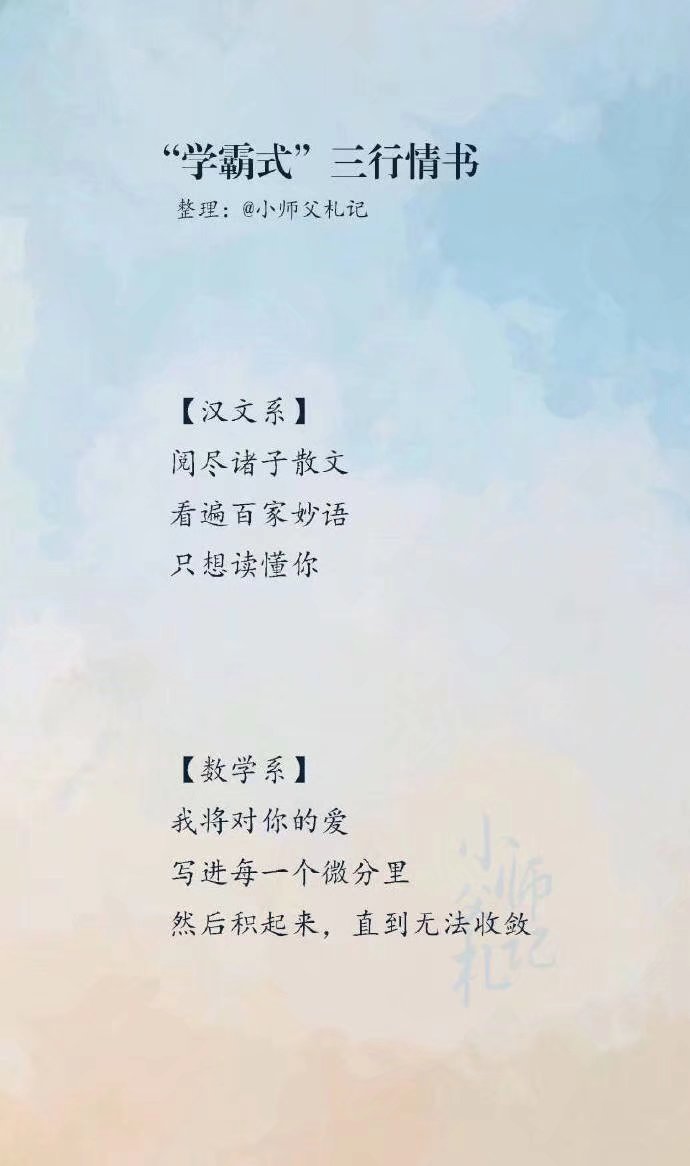 “学霸式”三行情书
整理：@小师父札记
【汉文系】
阅尽诸子散文
看遍百家妙语
只想读懂你
【数学系】
我将对你的爱
写进每一个微分里
然后积起来，直到无法收敛
小师父札记